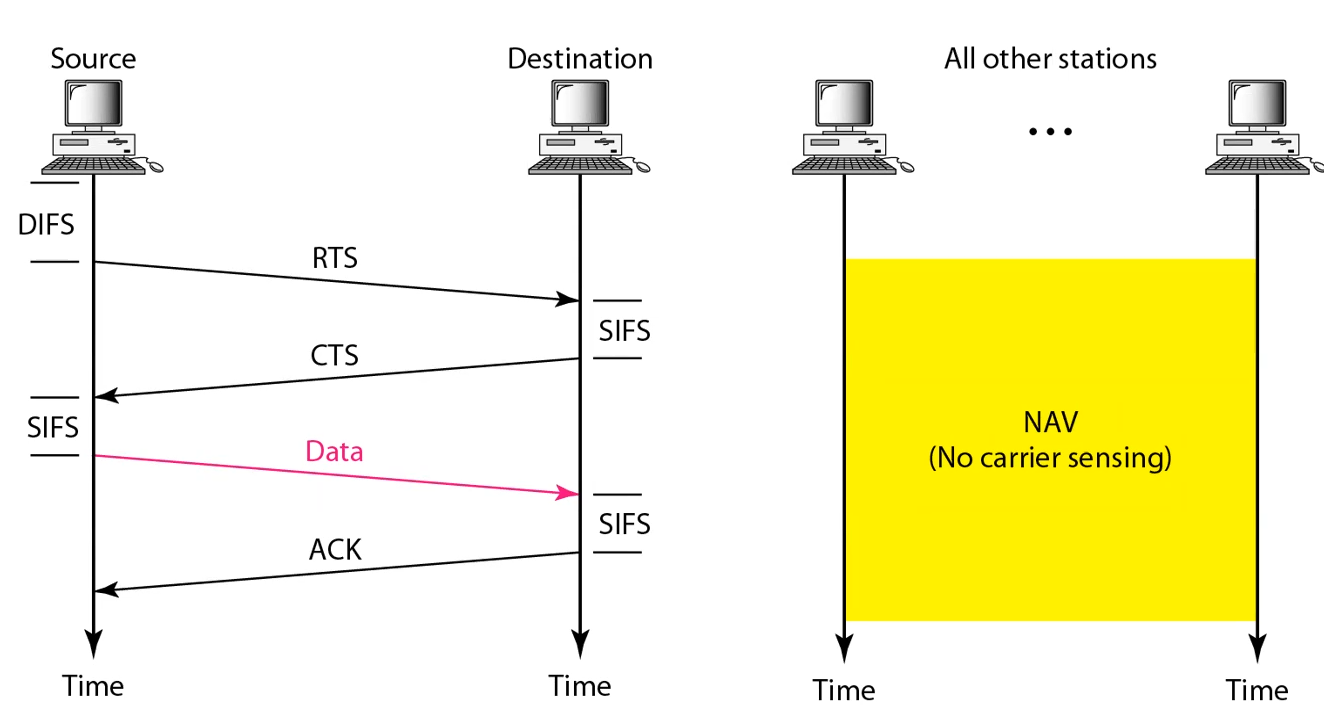 Source
Destination
All other stations
...
DIFS
RTS
SIFS
CTS
SIFS
Data
NAV
(No carrier sensing)
SIFS
ACK
Time
Time
Time
Time